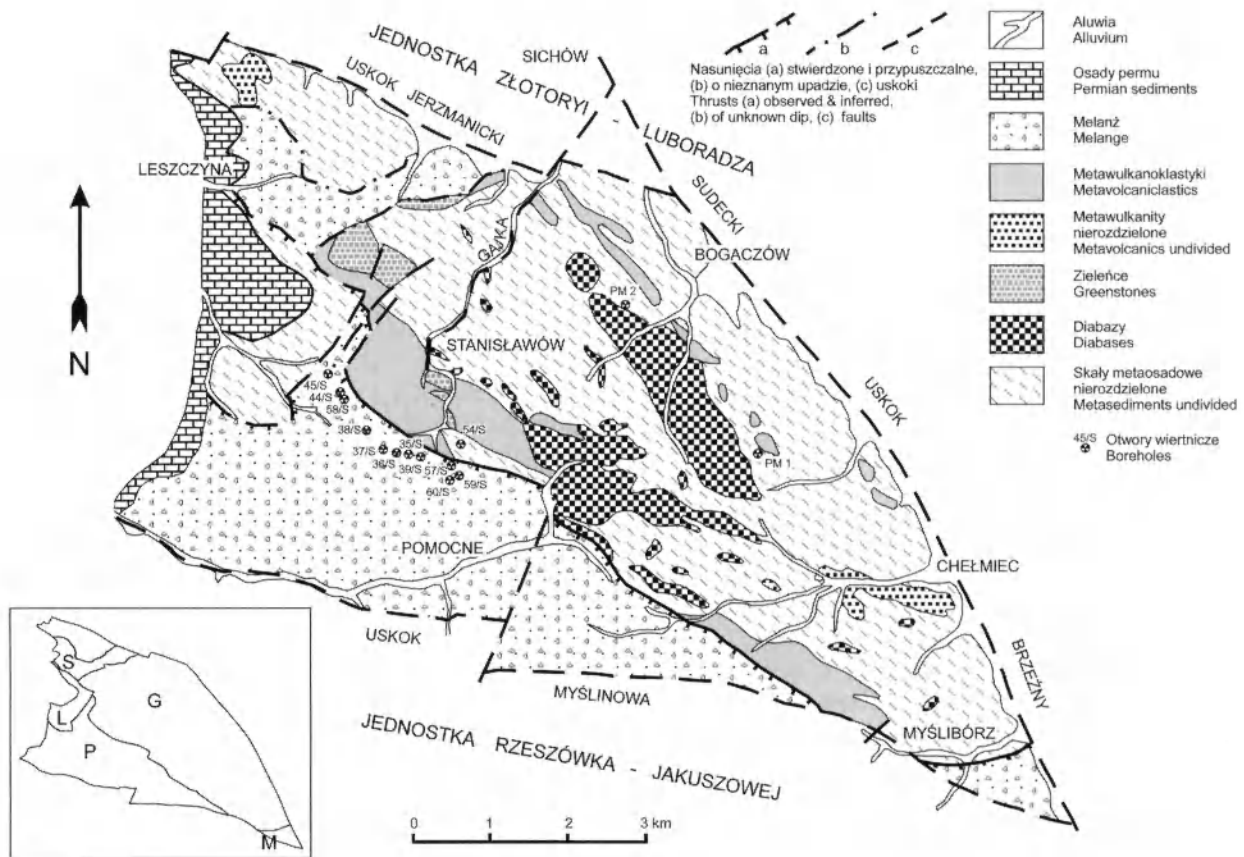 JEDNOSTKA ZŁOTORYI - LUBORADZA
SICHÓW
USKOK JERZMANICKI
LESZCZYNA
N
GAJKA
STANISŁAWÓW
SUDECKI
BOGACZÓW
PM 2
USKOK
PM 1
45/S
44/S
58/S
38/S
37/S
36/S
35/S
39/S
54/S
57/S
60/S
59/S
POMOCNE
CHEŁMIEC
BRZEŻNY
USKOK
MYŚLINOWA
MYŚLIBÓRZ
JEDNOSTKA RZESZÓWKA - JAKUSZOWEJ
0 1 2 3 km
S
G
L
P
M
a b c
Nasunięcia (a) stwierdzone i przypuszczalne,
(b) o nieznanym upadzie, (c) uskoki
Thrusts (a) observed & inferred,
(b) of unknown dip, (c) faults
Aluwia
Alluvium
Osady permu
Permian sediments
Melanż
Melange
Metawulkanoklastyki
Metavolcaniclastics
Metawulkanity
nierozdzielone
Metavolcanics undivided
Zieleńce
Greenstones
Diabazy
Diabases
Skały metaosadowe
nierozdzielone
Metasediments undivided
45/S Otwory wiertnicze
Boreholes